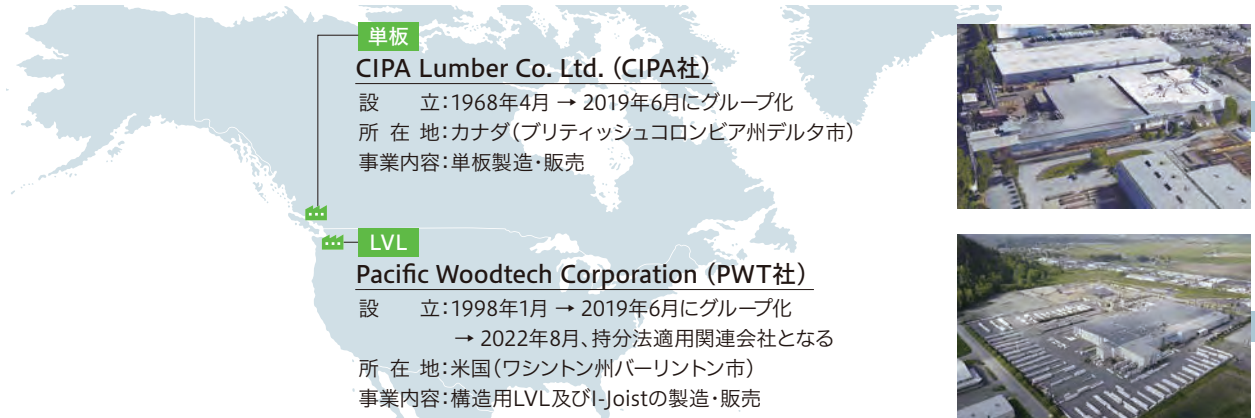 単板
CIPA Lumber Co. Ltd. (CIPA社)
設　　立:1968年4月 → 2019年6月にグループ化
所 在 地:カナダ(ブリティッシュコロンビア州デルタ市)
事業内容:単板製造・販売
LVL
Pacific Woodtech Corporation (PWT社)
設　　立:1998年1月 → 2019年6月にグループ化
→ 2022年8月、持分法適用関連会社となる
所 在 地:米国(ワシントン州バーリントン市)
事業内容:構造用LVL及びI-Joistの製造・販売